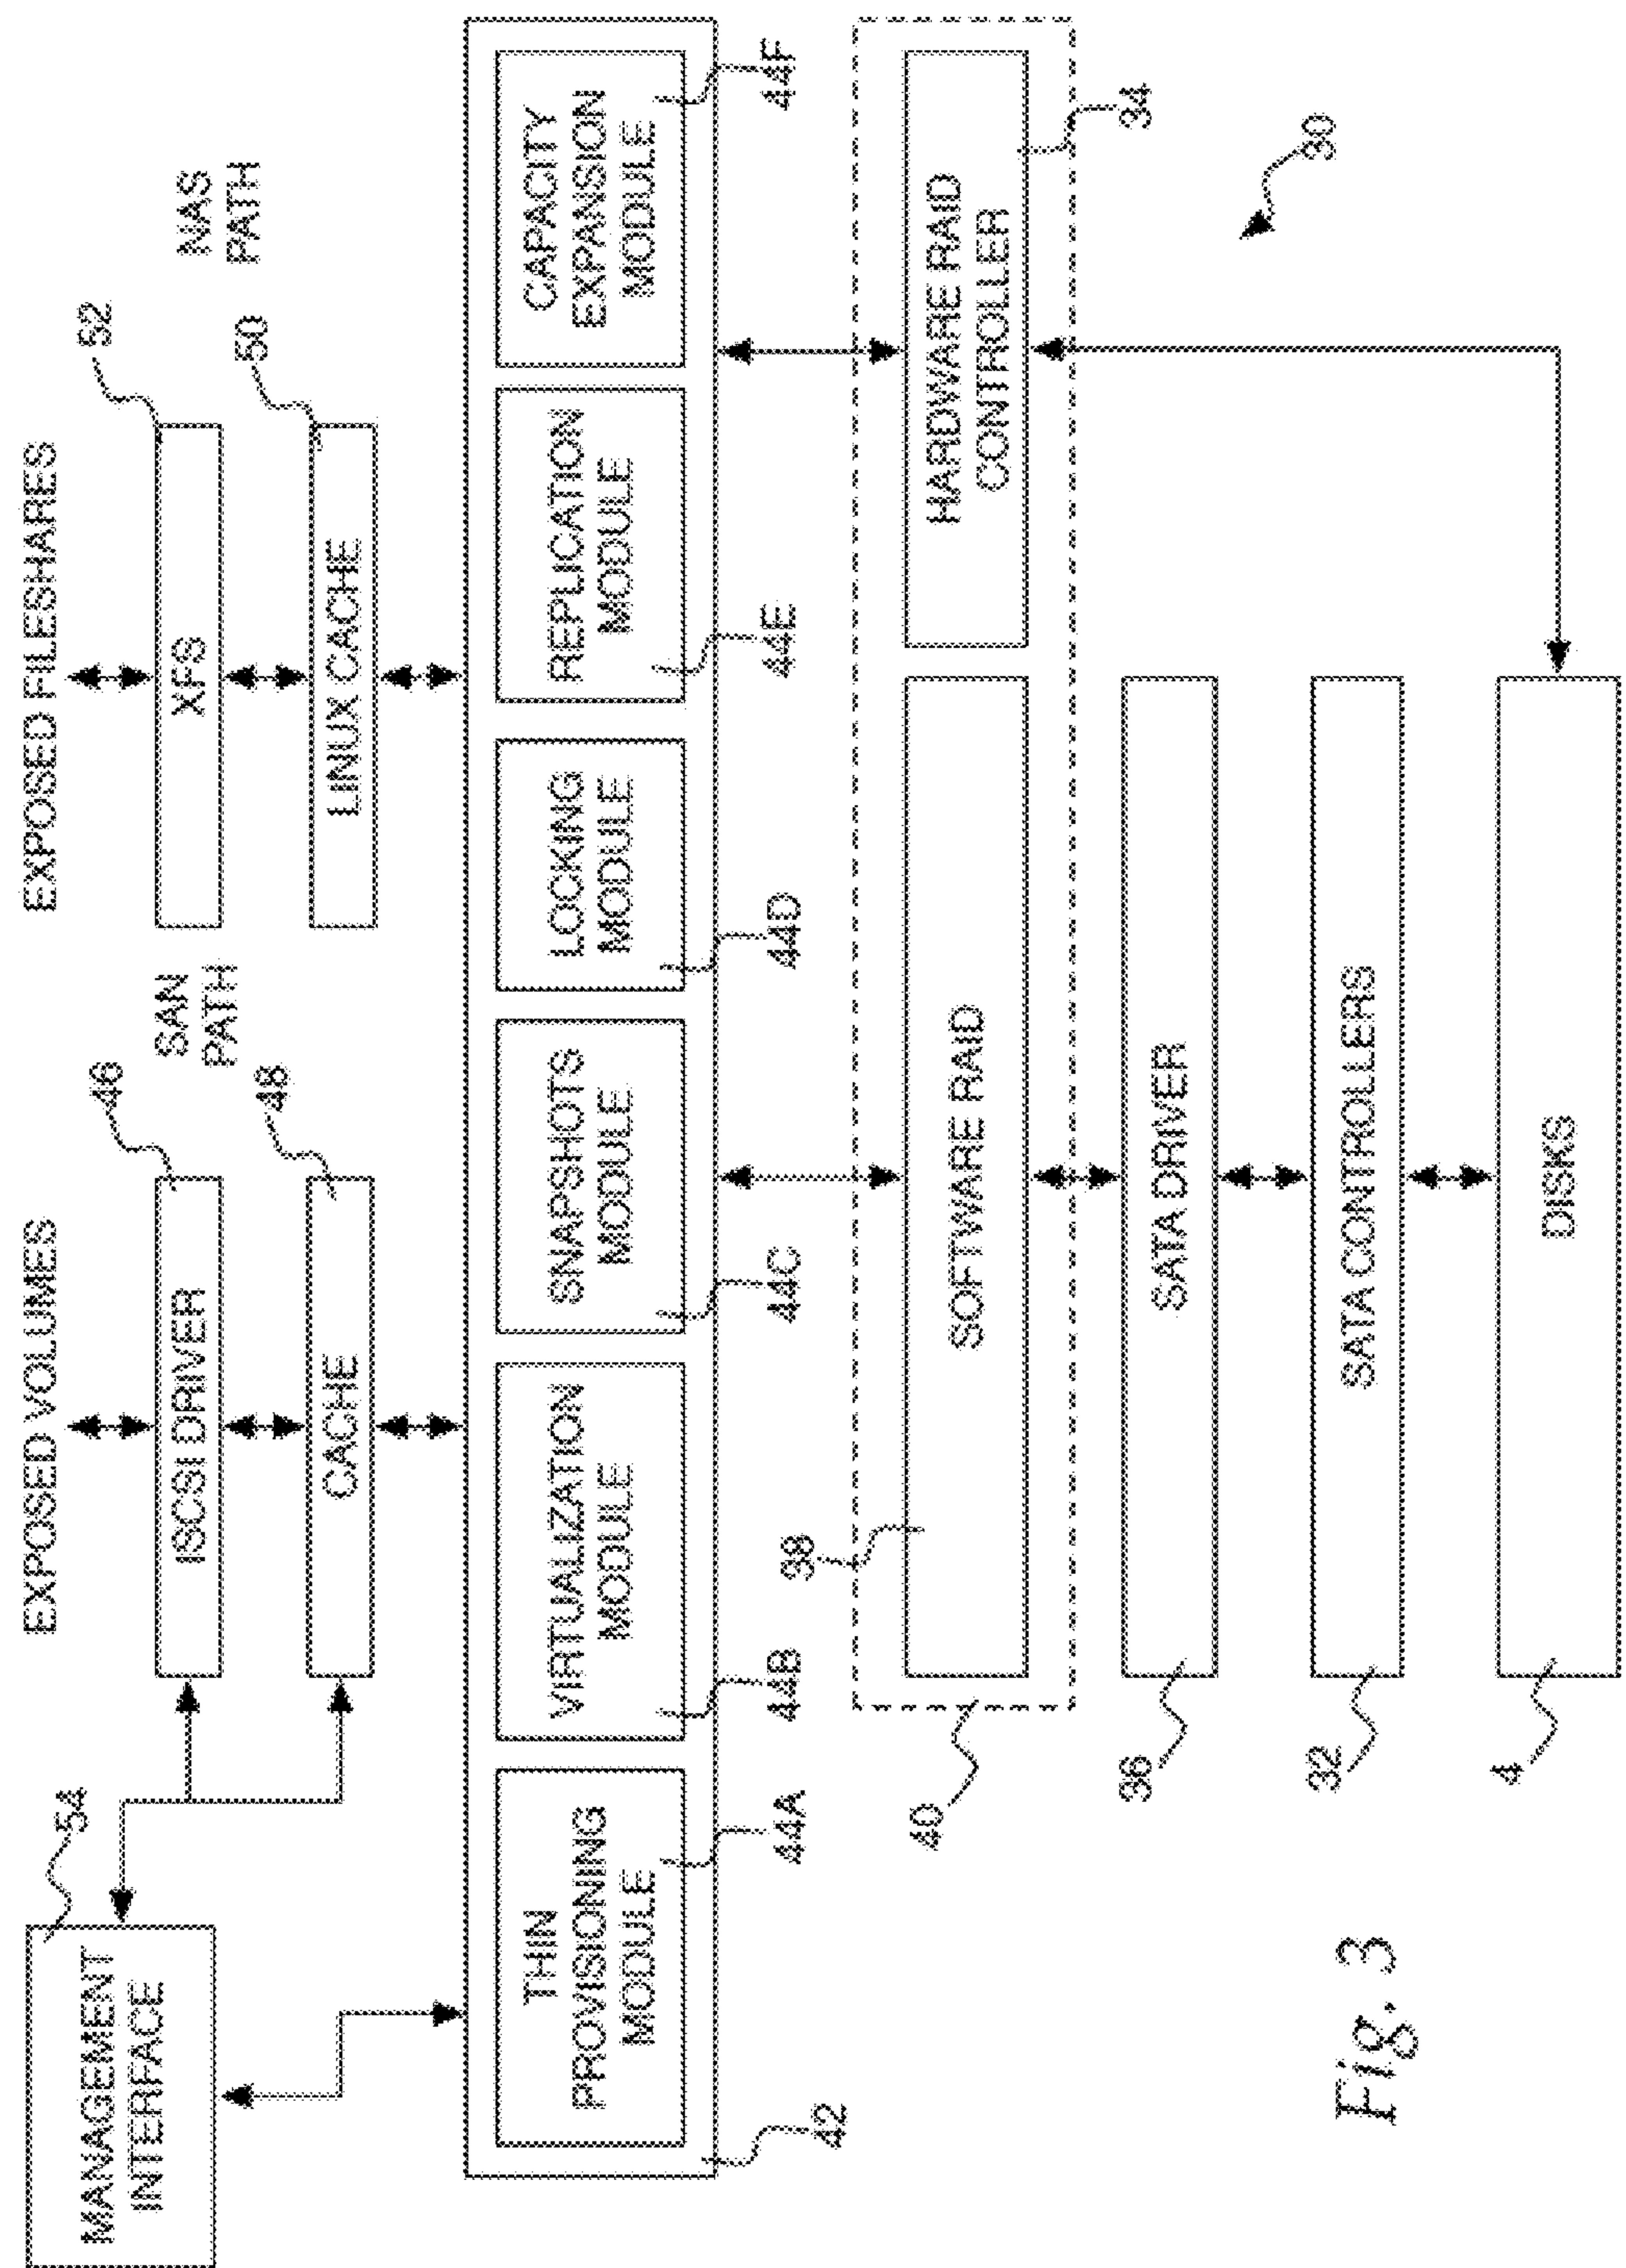 54
MANAGEMENT
INTERFACE
EXPOSED VOLUMES
46
ISCSI DRIVER
SAN
PATH
48
CACHE
EXPOSED FILESHARES
52
XFS
NAS
PATH
50
LINUX CACHE
THIN
PROVISIONING
MODULE
VIRTUALIZATION
MODULE
SNAPSHOTS
MODULE
LOCKING
MODULE
REPLICATION
MODULE
CAPACITY
EXPANSION
MODULE
42
44A
44B
44C
44D
44E
44F
38
SOFTWARE RAID
HARDWARE RAID
CONTROLLER
40
34
36
SATA DRIVER
32
SATA CONTROLLERS
4
DISKS
30
Fig. 3